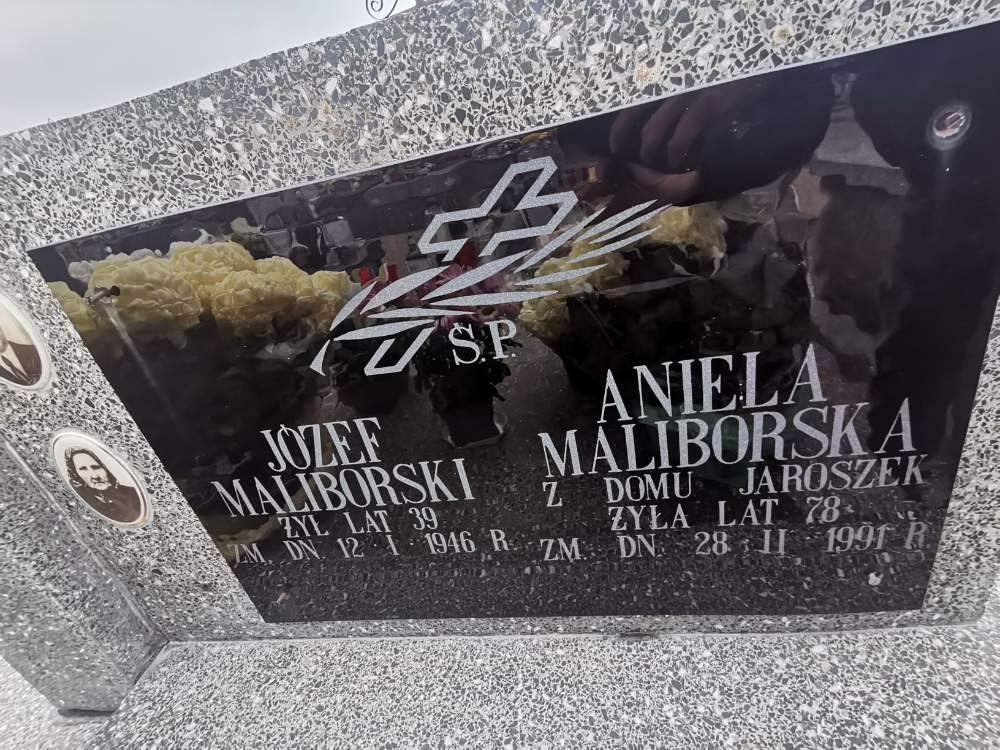 Ś.P.
JÓZEF
MALIBORSKI
ŻYŁ LAT 39
ZM. DN. 12 I 1946 R
ANIELA
MALIBORSKA
Z DOMU JAROSZEK
ŻYŁA LAT 78
ZM. DN. 28 II 1991 R